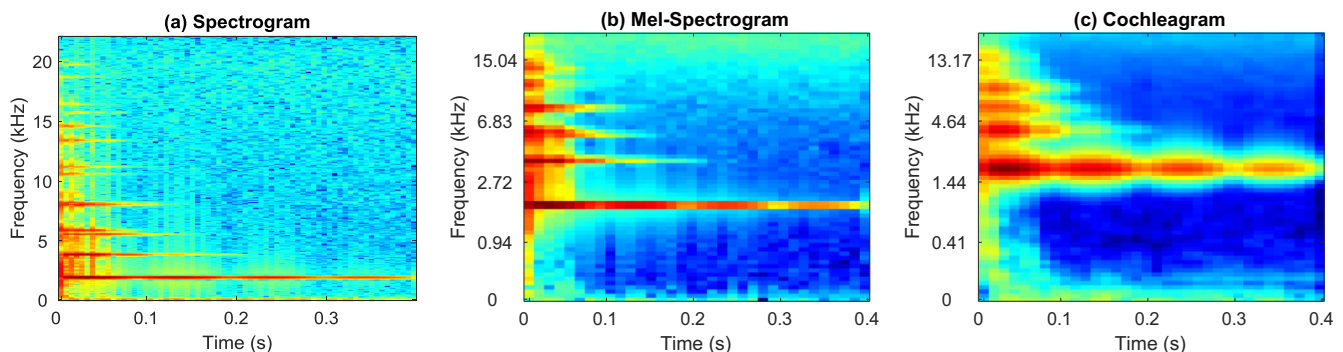 (a) Spectrogram
Frequency (kHz)
20
15
10
5
0
0 0.1 0.2 0.3
Time (s)
(b) Mel-Spectrogram
Frequency (kHz)
15.04
6.83
2.72
0.94
0
0 0.1 0.2 0.3 0.4
Time (s)
(c) Cochleagram
Frequency (kHz)
13.17
4.64
1.44
0.41
0
0 0.1 0.2 0.3 0.4
Time (s)